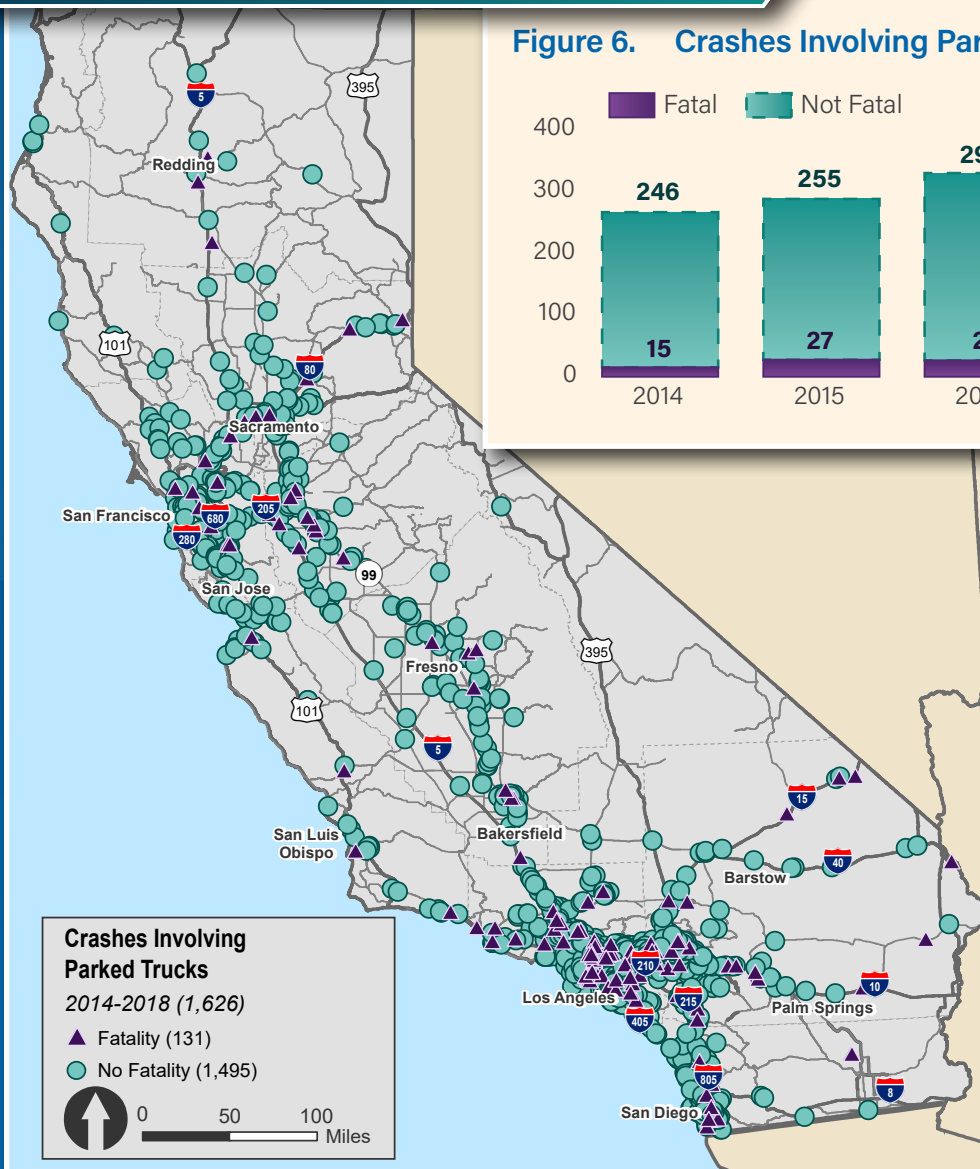 Figure 6. Crashes Involving Par
Fatal Not Fatal
400
300
200
100
0
246
255
29
15
27
2
2014
2015
20
5
395
Redding
101
80
Sacramento
San Francisco
680
205
280
99
San Jose
395
Fresno
101
5
15
San Luis
Obispo
Bakersfield
40
Barstow
210
10
Los Angeles
215
Palm Springs
405
805
8
San Diego
Crashes Involving
Parked Trucks
2014-2018 (1,626)
Fatality (131)
No Fatality (1,495)
0 50 100
Miles